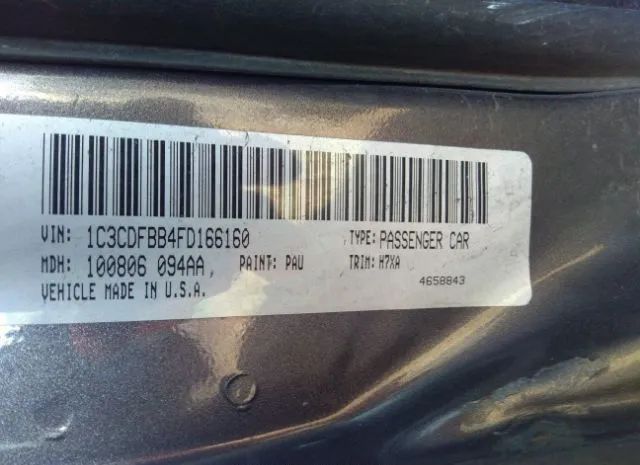 VIN: 1C3CDFBB4FD166160 TYPE: PASSENGER CAR
MDH: 100806 094AA, PAINT: PAU TRIM: H7XA
VEHICLE MADE IN U.S.A. 4658843